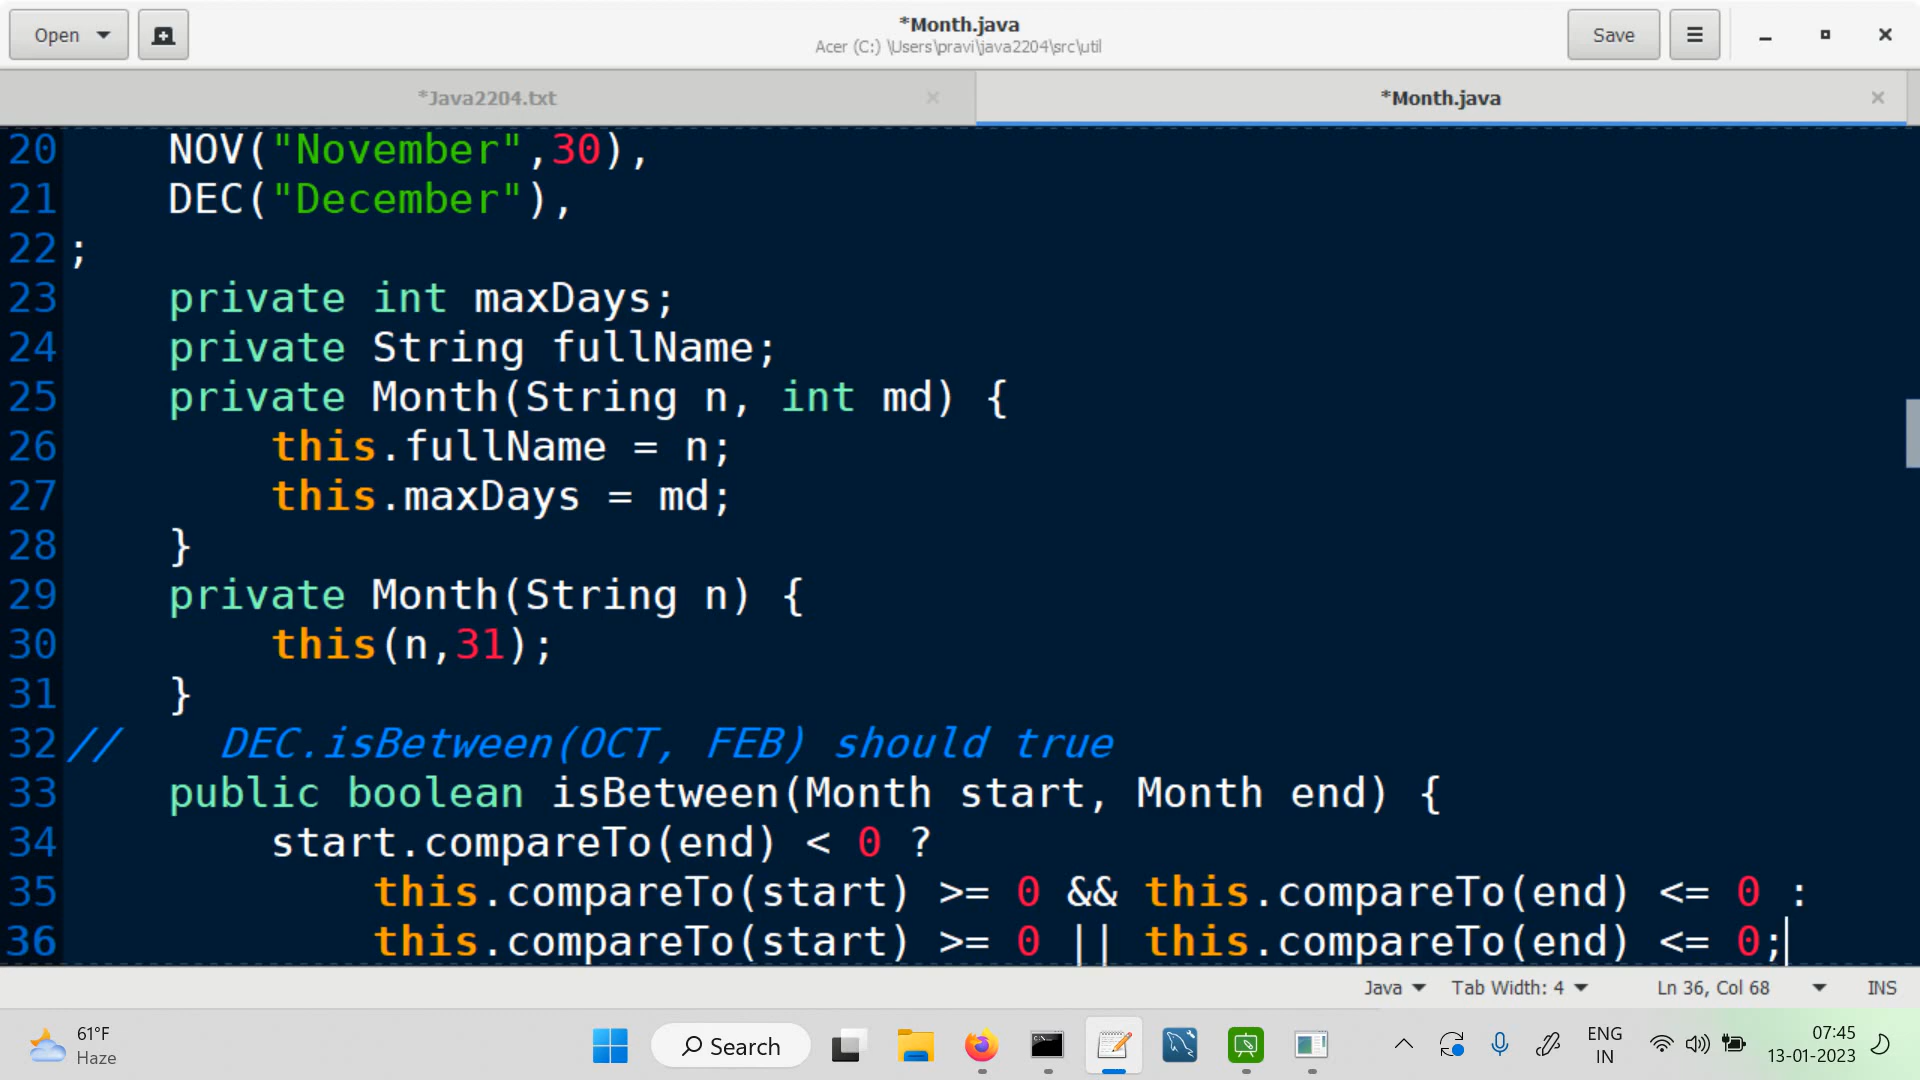 Open
*Month.java
Acer (C:) \Users\pravi\java2204\src\util
Save
*Java2204.txt
*Month.java
20 NOV("November",30),
21 DEC("December"),
22 ;
23 private int maxDays;
24 private String fullName;
25 private Month(String n, int md) {
26 this.fullName = n;
27 this.maxDays = md;
28 }
29 private Month(String n) {
30 this(n,31);
31 }
32 // DEC.isBetween(OCT, FEB) should true
33 public boolean isBetween(Month start, Month end) {
34 start.compareTo(end) < 0 ?
35 this.compareTo(start) >= 0 && this.compareTo(end) <= 0 :
36 this.compareTo(start) >= 0 || this.compareTo(end) <= 0;
Java Tab Width: 4 Ln 36, Col 68 INS
61°F
Haze
Search
ENG
IN
07:45
13-01-2023